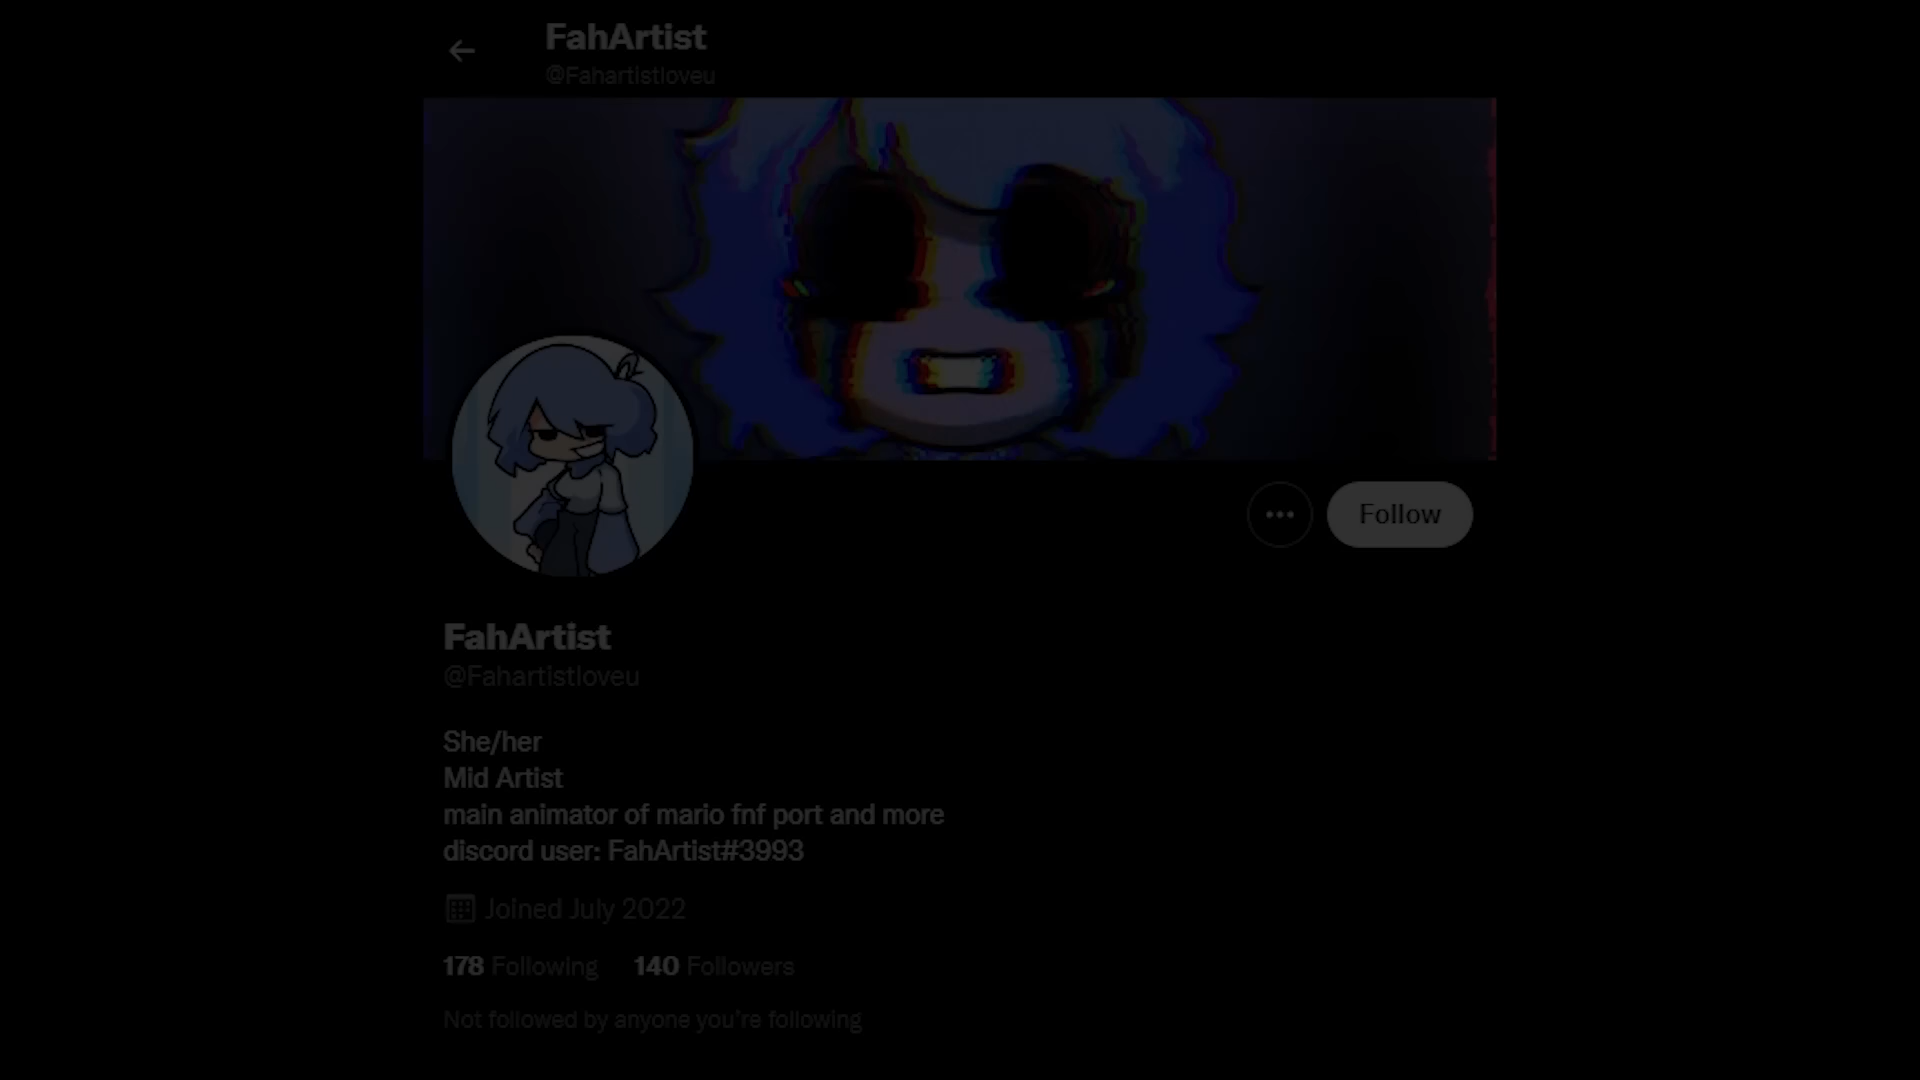 FahArtist
@Fahartistloveu
Follow
FahArtist
@Fahartistloveu
She/her
Mid Artist
main animator of mario fnf port and more
discord user: FahArtist#3993
Joined July 2022
178 Following 140 Followers
Not followed by anyone you're following